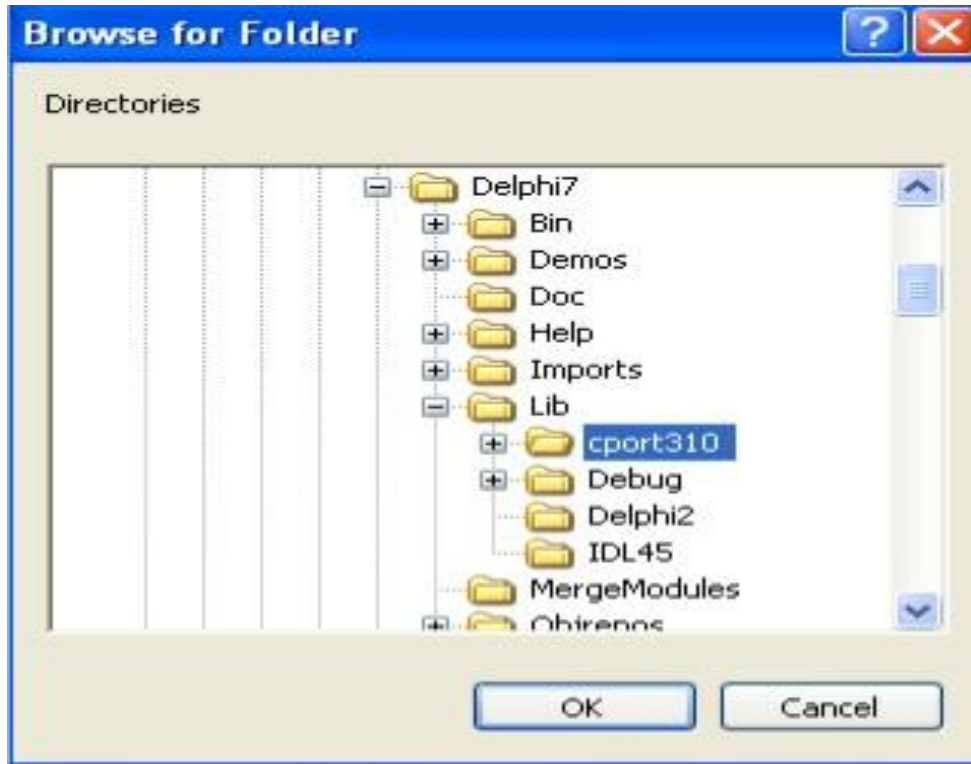 Browse for Folder
Directories
Delphi7
Bin
Demos
Doc
Help
Imports
Lib
cport310
Debug
Delphi2
IDL45
MergeModules
OK
Cancel